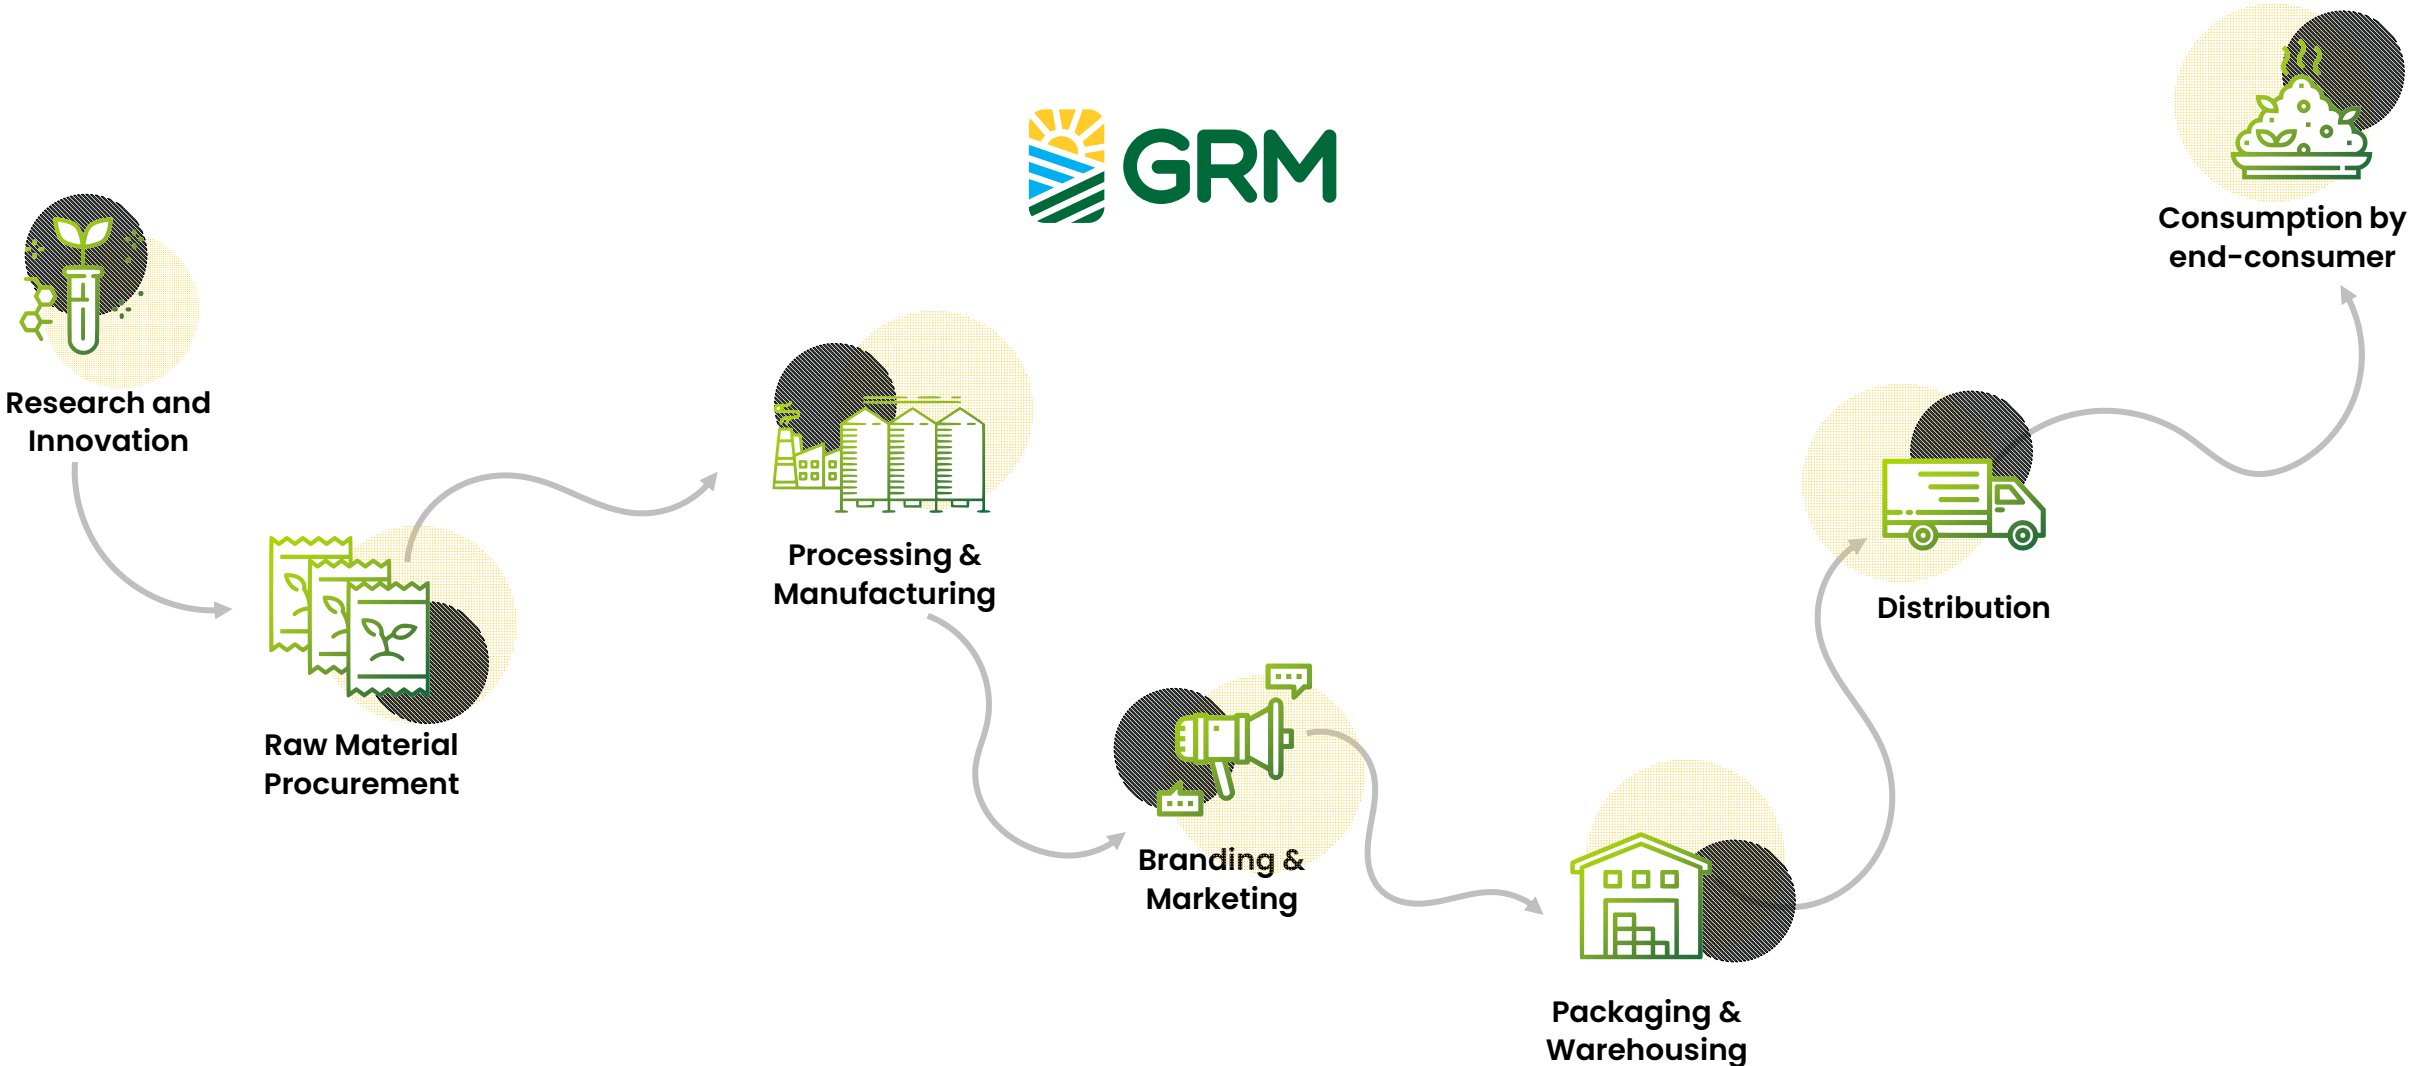 GRM
Research and
Innovation
Raw Material
Procurement
Processing &
Manufacturing
Branding &
Marketing
Packaging &
Warehousing
Distribution
Consumption by
end-consumer